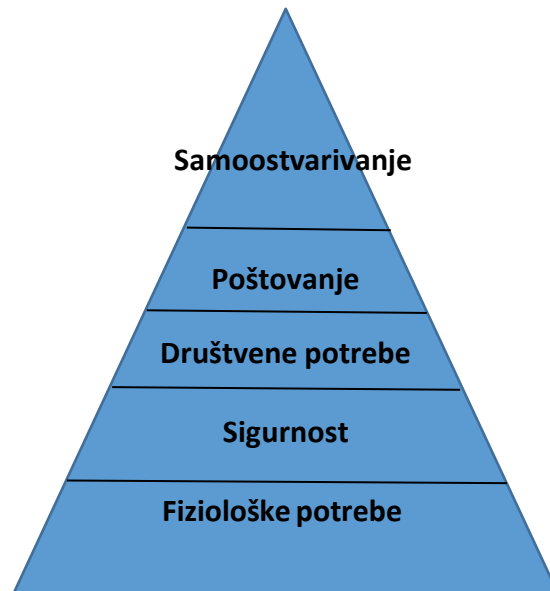 Samoostvarivanje
Poštovanje
Društvene potrebe
Sigurnost
Fiziološke potrebe